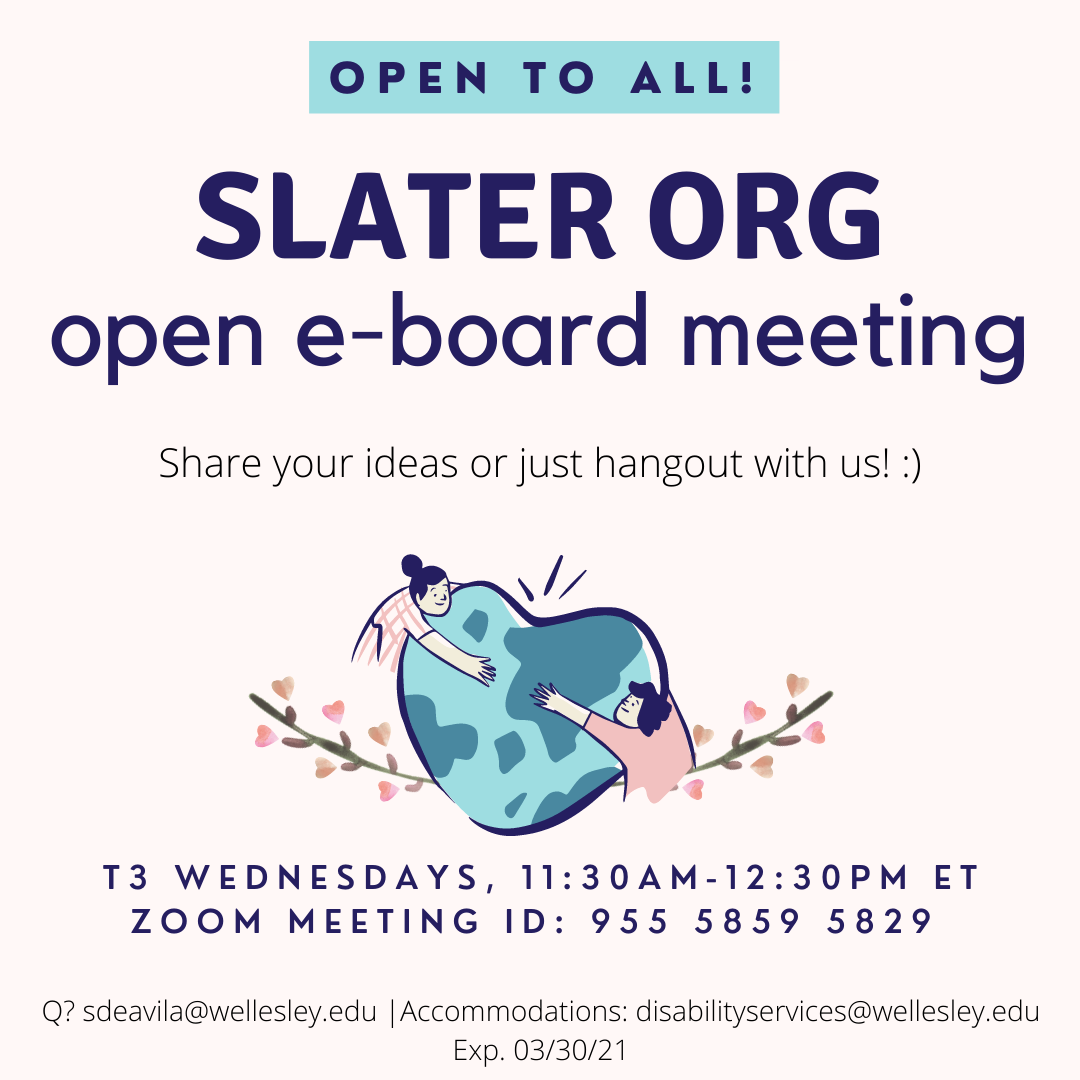 OPEN TO ALL!
SLATER ORG
open e-board meeting
Share your ideas or just hangout with us! :)
T3 WEDNESDAYS, 11:30AM-12:30PM ET
ZOOM MEETING ID: 955 5859 5829
Q? sdeavila@wellesley.edu |Accommodations: disabilityservices@wellesley.edu
Exp. 03/30/21